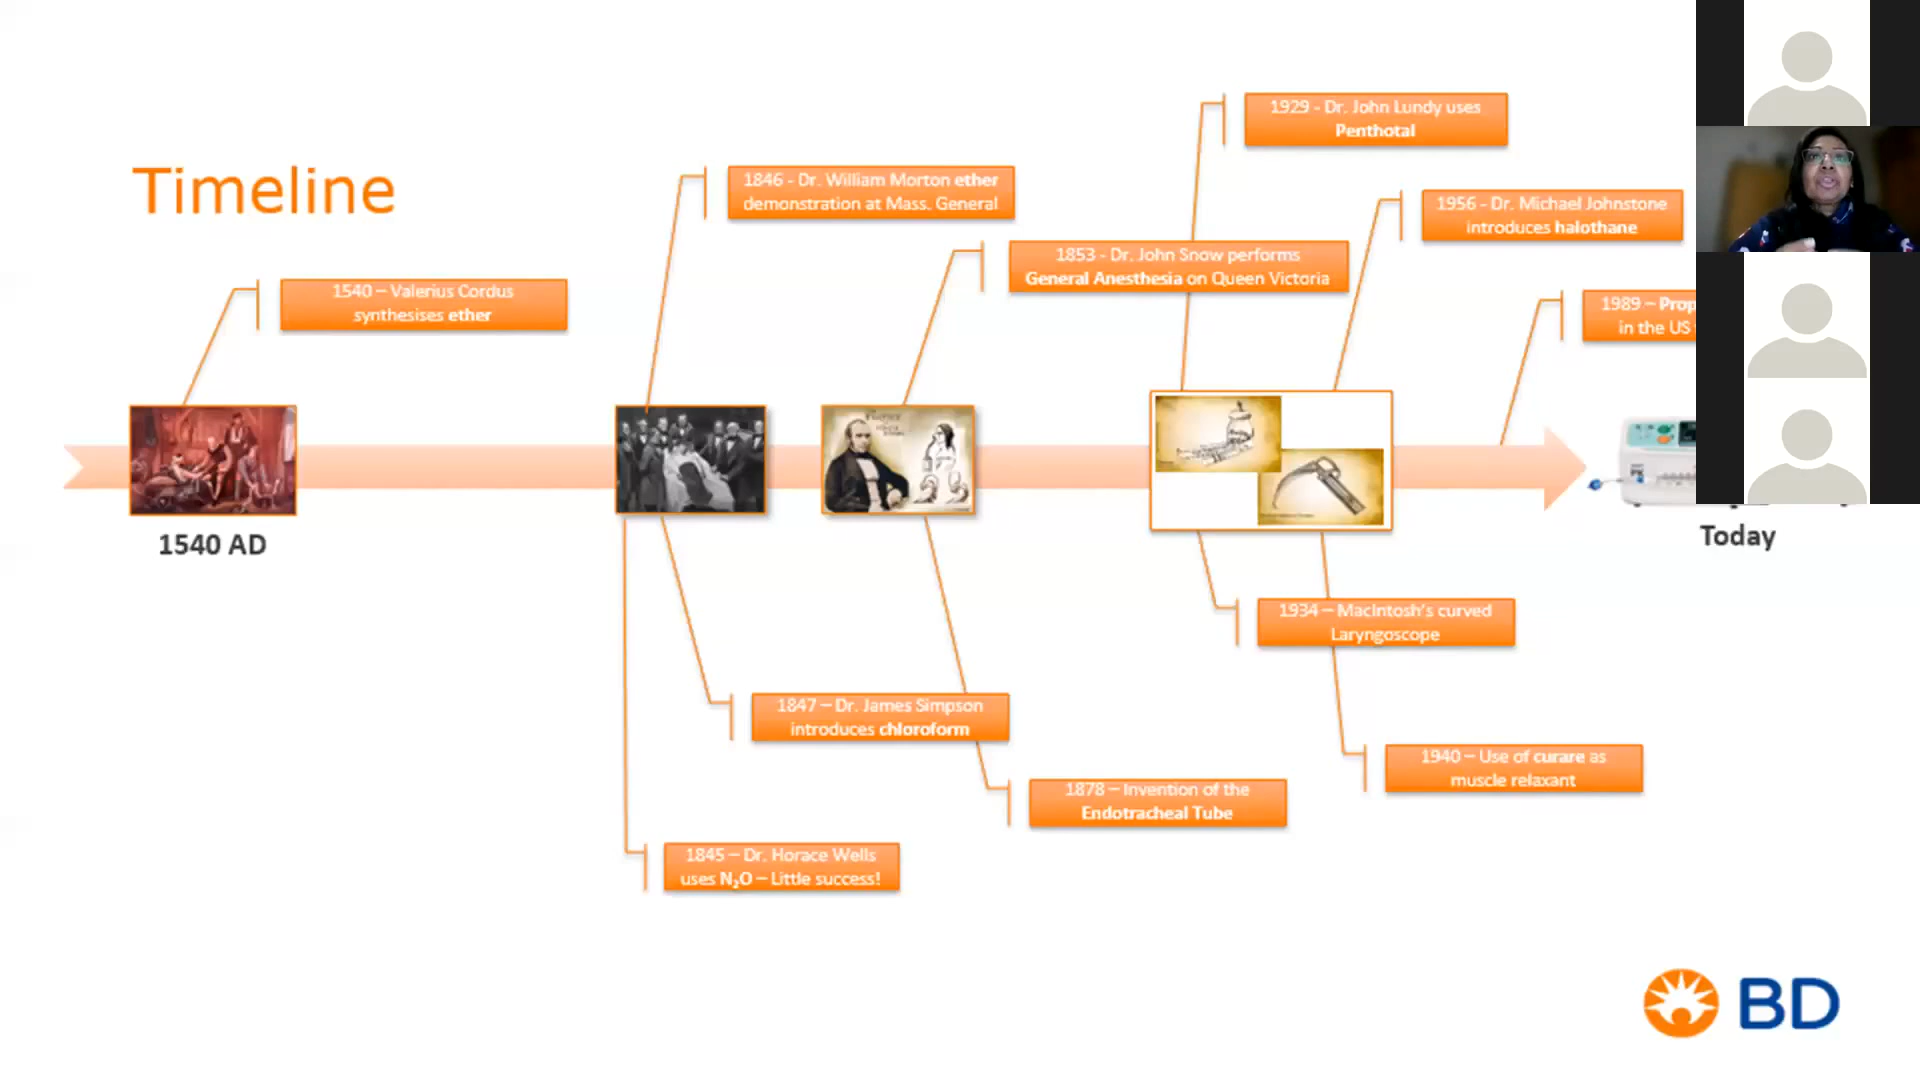 Timeline
1929 - Dr. John Lundy uses
Penthotal
1846 - Dr. William Morton ether
demonstration at Mass. General
1956 - Dr. Michael Johnstone
introduces halothane
1853 - Dr. John Snow performs
General Anesthesia on Queen Victoria
1540 – Valerius Cordus
synthesises ether
1989 – Prop
in the US
1540 AD
Today
1934 – MacIntosh's curved
Laryngoscope
1847 – Dr. James Simpson
introduces chloroform
1940 – Use of curare as
muscle relaxant
1878 – Invention of the
Endotracheal Tube
1845 – Dr. Horace Wells
uses N₂O – Little success!
BD